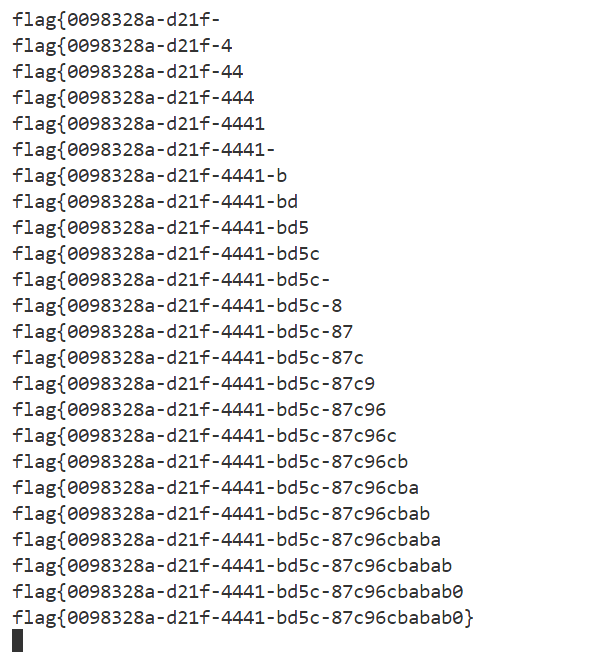 flag{0098328a-d21f-
flag{0098328a-d21f-4
flag{0098328a-d21f-44
flag{0098328a-d21f-444
flag{0098328a-d21f-4441
flag{0098328a-d21f-4441-
flag{0098328a-d21f-4441-b
flag{0098328a-d21f-4441-bd
flag{0098328a-d21f-4441-bd5
flag{0098328a-d21f-4441-bd5c
flag{0098328a-d21f-4441-bd5c-
flag{0098328a-d21f-4441-bd5c-8
flag{0098328a-d21f-4441-bd5c-87
flag{0098328a-d21f-4441-bd5c-87c
flag{0098328a-d21f-4441-bd5c-87c9
flag{0098328a-d21f-4441-bd5c-87c96
flag{0098328a-d21f-4441-bd5c-87c96c
flag{0098328a-d21f-4441-bd5c-87c96cb
flag{0098328a-d21f-4441-bd5c-87c96cba
flag{0098328a-d21f-4441-bd5c-87c96cbab
flag{0098328a-d21f-4441-bd5c-87c96cbaba
flag{0098328a-d21f-4441-bd5c-87c96cbabab
flag{0098328a-d21f-4441-bd5c-87c96cbabab0
flag{0098328a-d21f-4441-bd5c-87c96cbabab0}